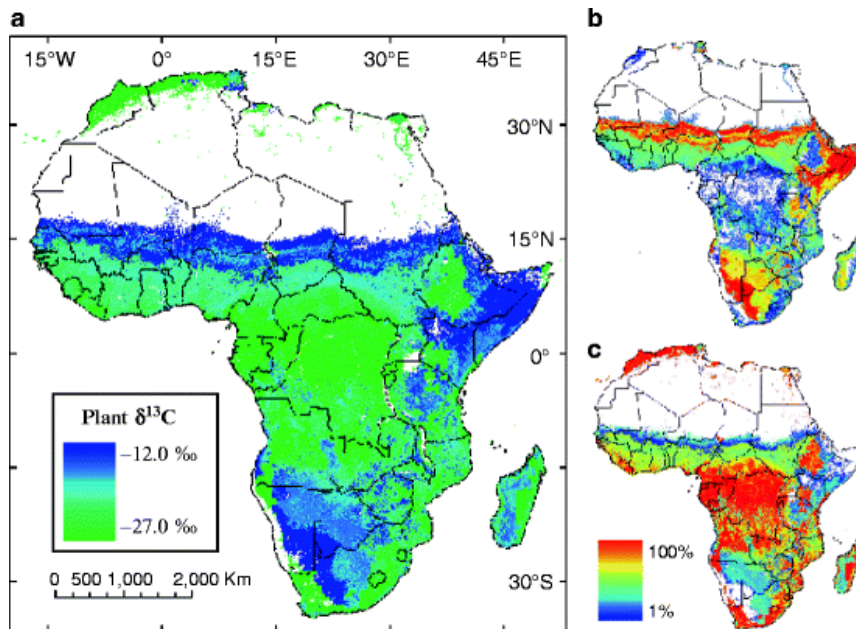 a
15°W 0° 15°E 30°E 45°E
30°N
15°N
0°
30°S
Plant δ¹³C
–12.0 ‰
–27.0 ‰
0 500 1,000 2,000 Km
b
c
100%
1%